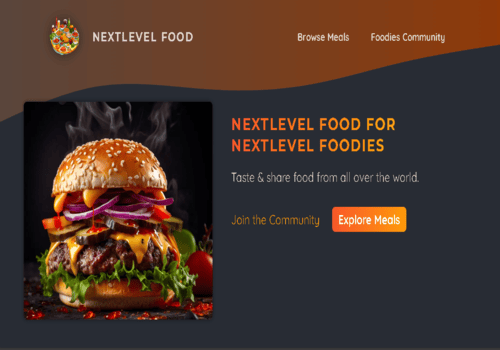 NEXTLEVEL FOOD
Browse Meals
Foodies Community
NEXTLEVEL FOOD FOR
NEXTLEVEL FOODIES
Taste & share food from all over the world.
Join the Community
Explore Meals